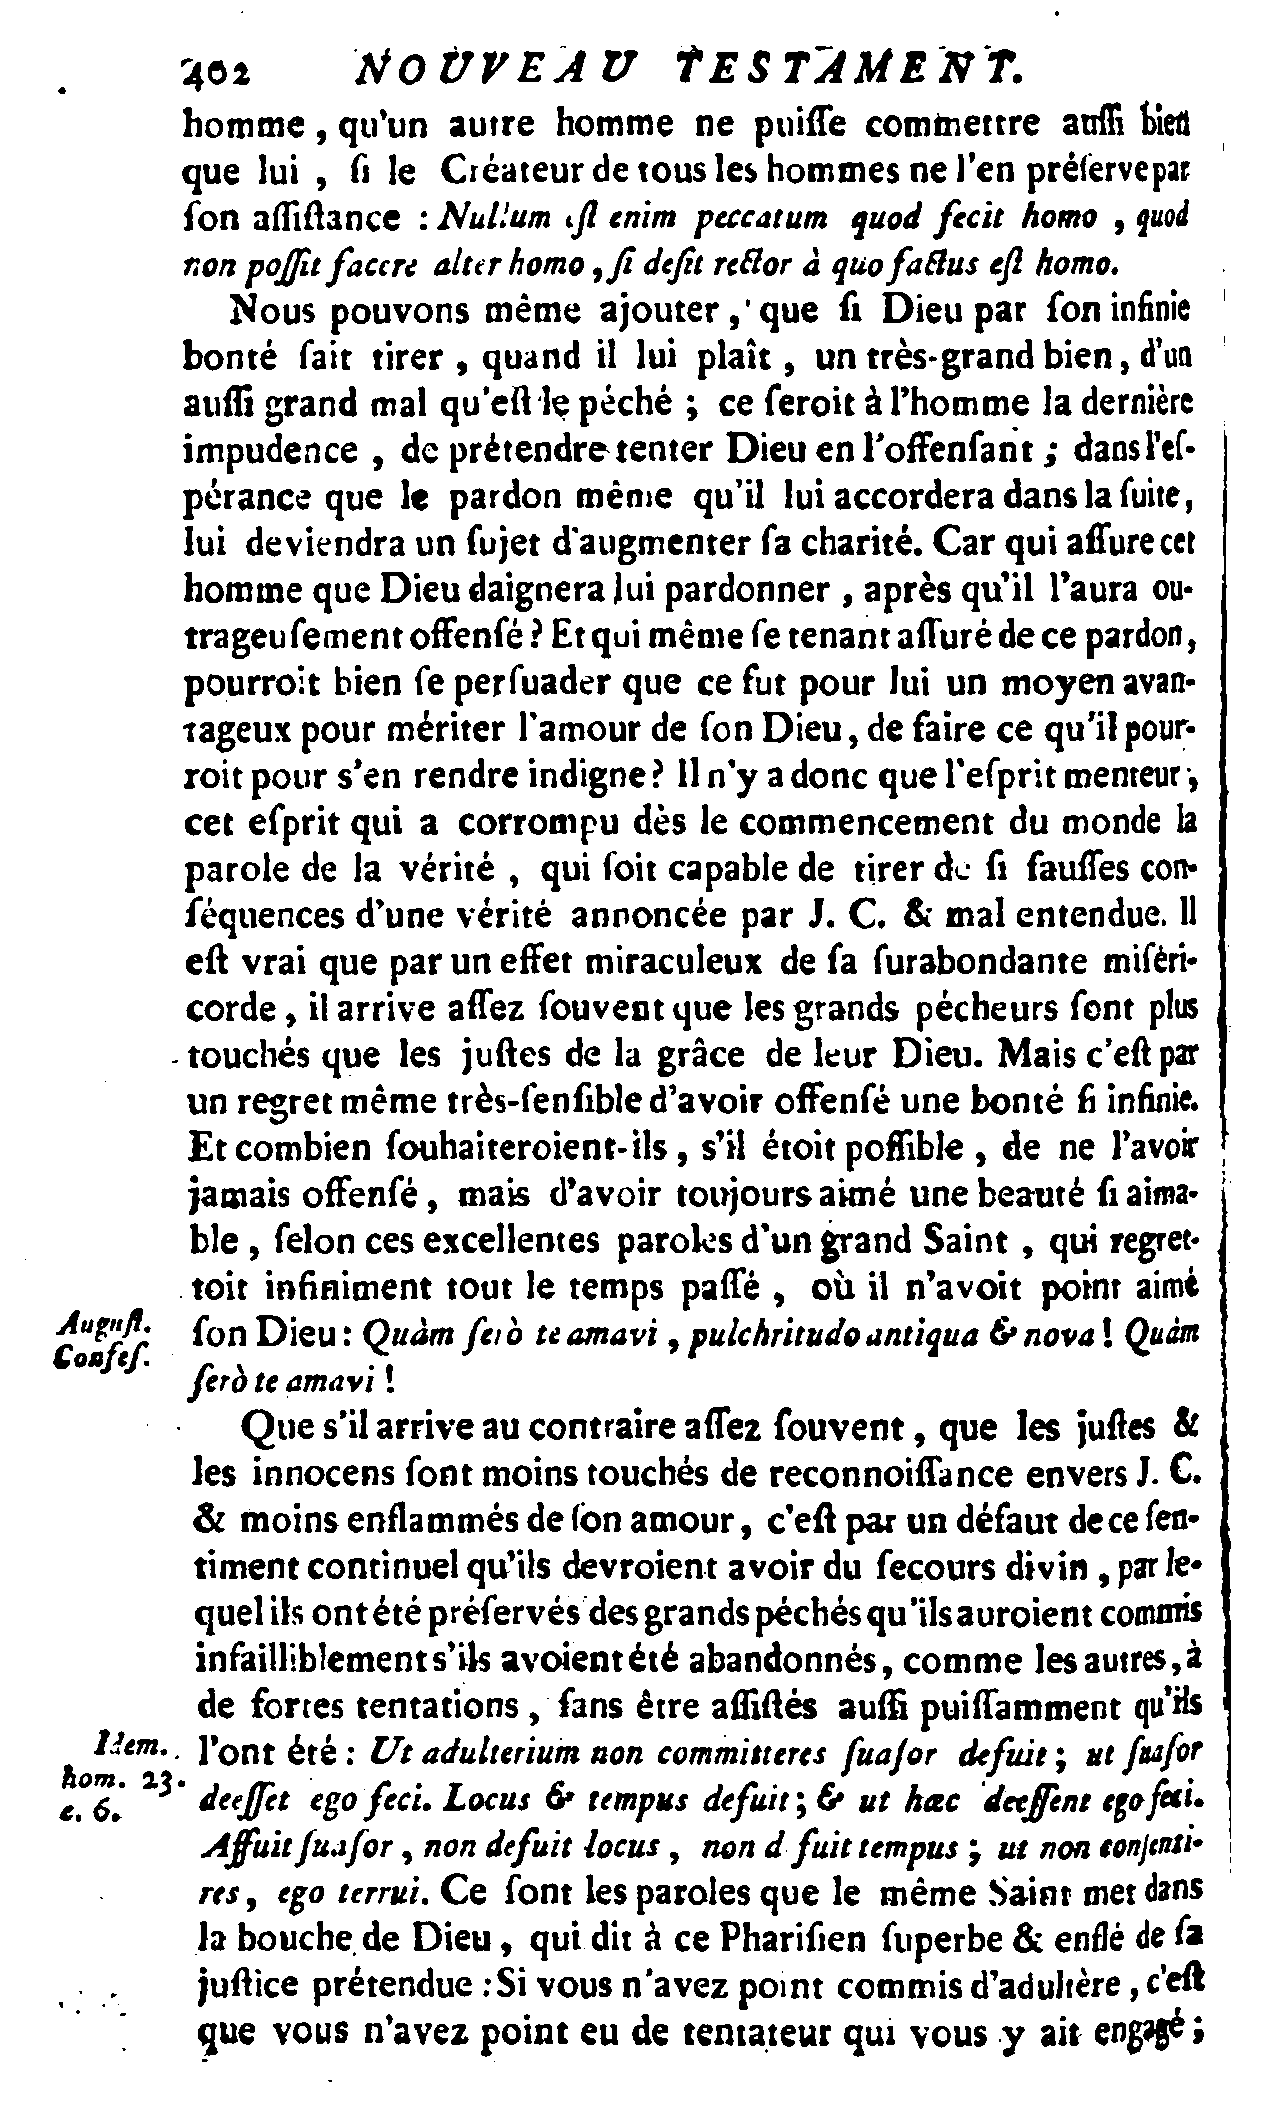 402 NOUVEAU TESTAMENT.
homme , qu'un autre homme ne puiſſe commettre auſſi bien
que lui , ſi le Créateur de tous les hommes ne l'en préſerve par
ſon aſſiſtance : Nullum eſt enim peccatum quod fecit homo , quod
non poſſit facere alter homo , ſi deſit rector à quo factus eſt homo.
Nous pouvons même ajouter , que ſi Dieu par ſon infinie
bonté ſait tirer , quand il lui plaît , un très-grand bien, d'un
auſſi grand mal qu'eſt le péché ; ce ſeroit à l'homme la dernière
impudence , de prétendre tenter Dieu en l'offenſant ; dans l'eſ-
pérance que le pardon même qu'il lui accordera dans la ſuite,
lui deviendra un ſujet d'augmenter ſa charité. Car qui aſſure cet
homme que Dieu daignera lui pardonner , après qu'il l'aura ou-
trageuſement offenſé ? Et qui même ſe tenant aſſuré de ce pardon,
pourroit bien ſe perſuader que ce fut pour lui un moyen avan-
tageux pour mériter l'amour de ſon Dieu, de faire ce qu'il pour-
roit pour s'en rendre indigne ? Il n'y a donc que l'eſprit menteur ,
cet eſprit qui a corrompu dès le commencement du monde la
parole de la vérité , qui ſoit capable de tirer de ſi fauſſes con-
ſéquences d'une vérité annoncée par J. C. & mal entendue. Il
eſt vrai que par un effet miraculeux de ſa ſurabondante miſéri-
corde , il arrive aſſez ſouvent que les grands pécheurs ſont plus
touchés que les juſtes de la grâce de leur Dieu. Mais c'eſt par
un regret même très-ſenſible d'avoir offenſé une bonté ſi infinie.
Et combien ſouhaiteroient-ils , s'il étoit poſſible , de ne l'avoir
jamais offenſé , mais d'avoir toujours aimé une beauté ſi aima-
ble , ſelon ces excellentes paroles d'un grand Saint , qui regret-
toit infiniment tout le temps paſſé , où il n'avoit point aimé
Auguſt. Confeſ.
ſon Dieu : Quàm ſerò te amavi , pulchritudo antiqua & nova ! Quàm
ſerò te amavi !
Que s'il arrive au contraire aſſez ſouvent , que les juſtes &
les innocens ſont moins touchés de reconnoiſſance envers J. C.
& moins enflammés de ſon amour , c'eſt par un défaut de ce ſen-
timent continuel qu'ils devroient avoir du ſecours divin , par le-
quel ils ont été préſervés des grands péchés qu'ils auroient commis
infailliblement s'ils avoient été abandonnés , comme les autres , à
de fortes tentations , ſans être aſſiſtés auſſi puiſſamment qu'ils
Idem. hom. 23. c. 6.
l'ont été : Ut adulterium non committeres ſuaſor defuit ; ut ſuaſor
deeſſet ego feci. Locus & tempus defuit ; & ut hæc deeſſent ego feci.
Affuit ſuaſor , non defuit locus , non defuit tempus ; ut non conſenti-
res, ego terrui. Ce ſont les paroles que le même Saint met dans
la bouche de Dieu , qui dit à ce Phariſien ſuperbe & enflé de ſa
juſtice prétendue : Si vous n'avez point commis d'adultère , c'eſt
que vous n'avez point eu de tentateur qui vous y ait engagé ;